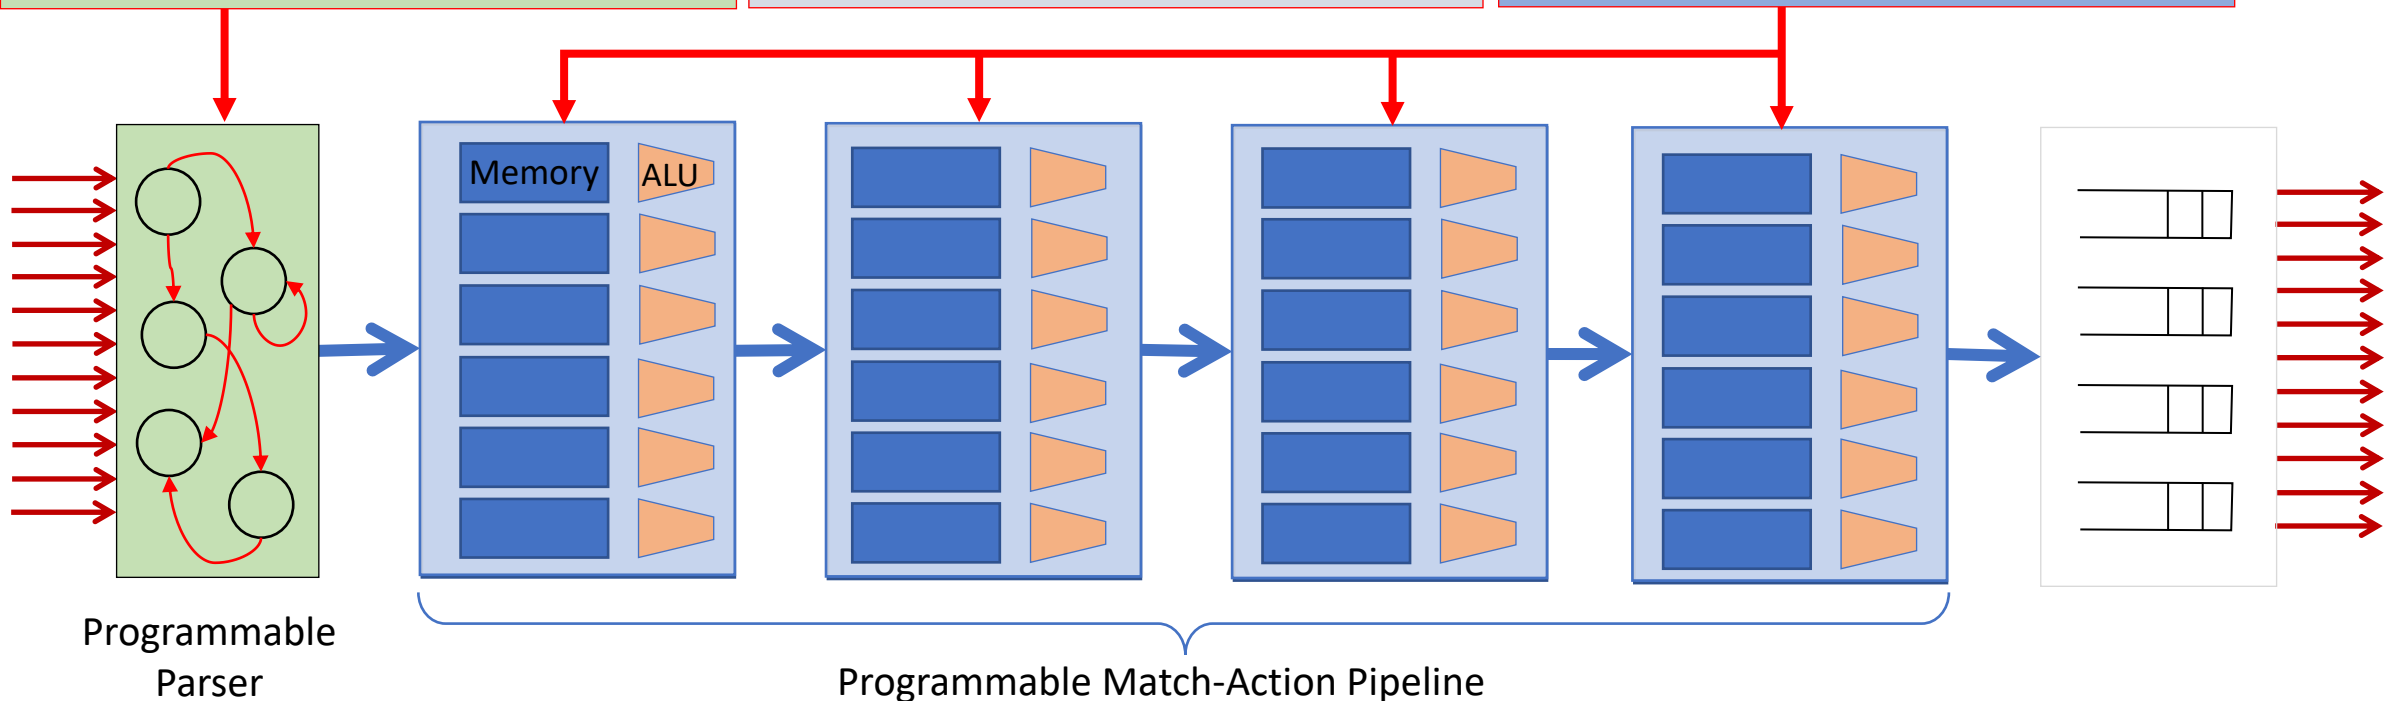 Memory
ALU
Programmable
Parser
Programmable Match-Action Pipeline